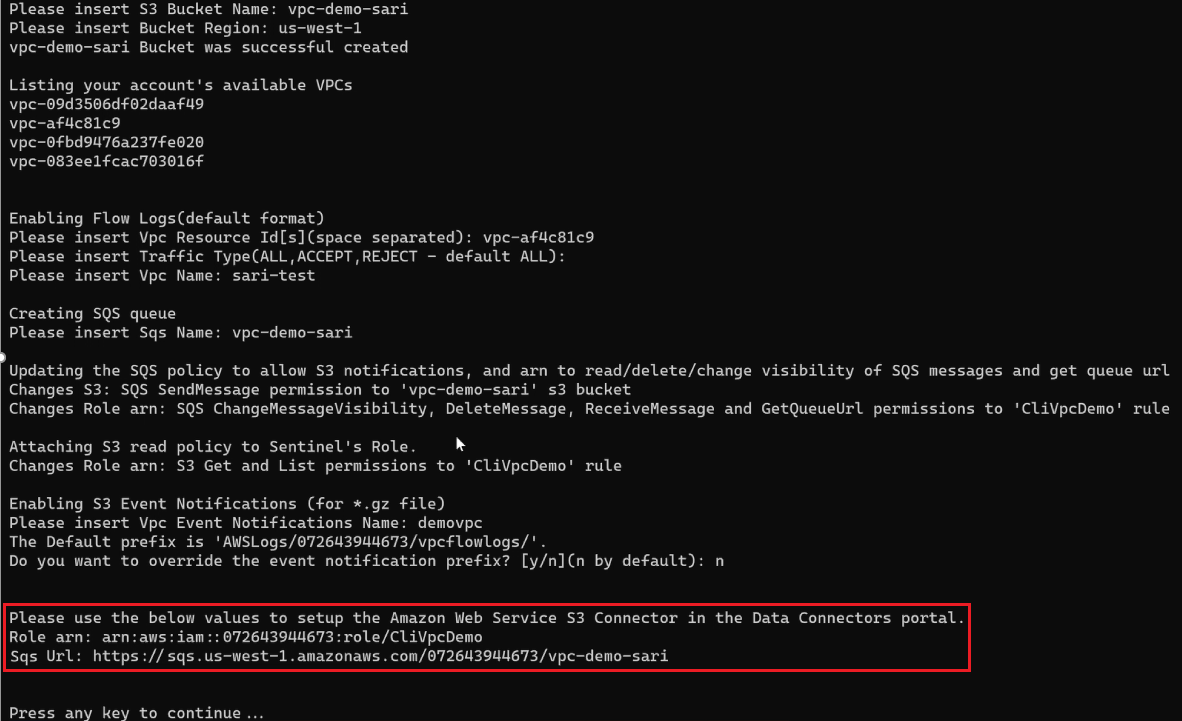 Please insert S3 Bucket Name: vpc-demo-sari
Please insert Bucket Region: us-west-1
vpc-demo-sari Bucket was successful created
Listing your account's available VPCs
vpc-09d3506df02daaf49
vpc-af4c81c9
vpc-0fbd9476a237fe020
vpc-083ee1fcac703016f
Enabling Flow Logs(default format)
Please insert Vpc Resource Id[s](space separated): vpc-af4c81c9
Please insert Traffic Type(ALL,ACCEPT,REJECT - default ALL):
Please insert Vpc Name: sari-test
Creating SQS queue
Please insert Sqs Name: vpc-demo-sari
Updating the SQS policy to allow S3 notifications, and arn to read/delete/change visibility of SQS messages and get queue url
Changes S3: SQS SendMessage permission to 'vpc-demo-sari' s3 bucket
Changes Role arn: SQS ChangeMessageVisibility, DeleteMessage, ReceiveMessage and GetQueueUrl permissions to 'CliVpcDemo' rule
Attaching S3 read policy to Sentinel's Role.
Changes Role arn: S3 Get and List permissions to 'CliVpcDemo' rule
Enabling S3 Event Notifications (for *.gz file)
Please insert Vpc Event Notifications Name: demovpc
The Default prefix is 'AWSLogs/072643944673/vpcflowlogs/'.
Do you want to override the event notification prefix? [y/n](n by default): n
Please use the below values to setup the Amazon Web Service S3 Connector in the Data Connectors portal.
Role arn: arn:aws:iam::072643944673:role/CliVpcDemo
Sqs Url: https://sqs.us-west-1.amazonaws.com/072643944673/vpc-demo-sari
Press any key to continue...